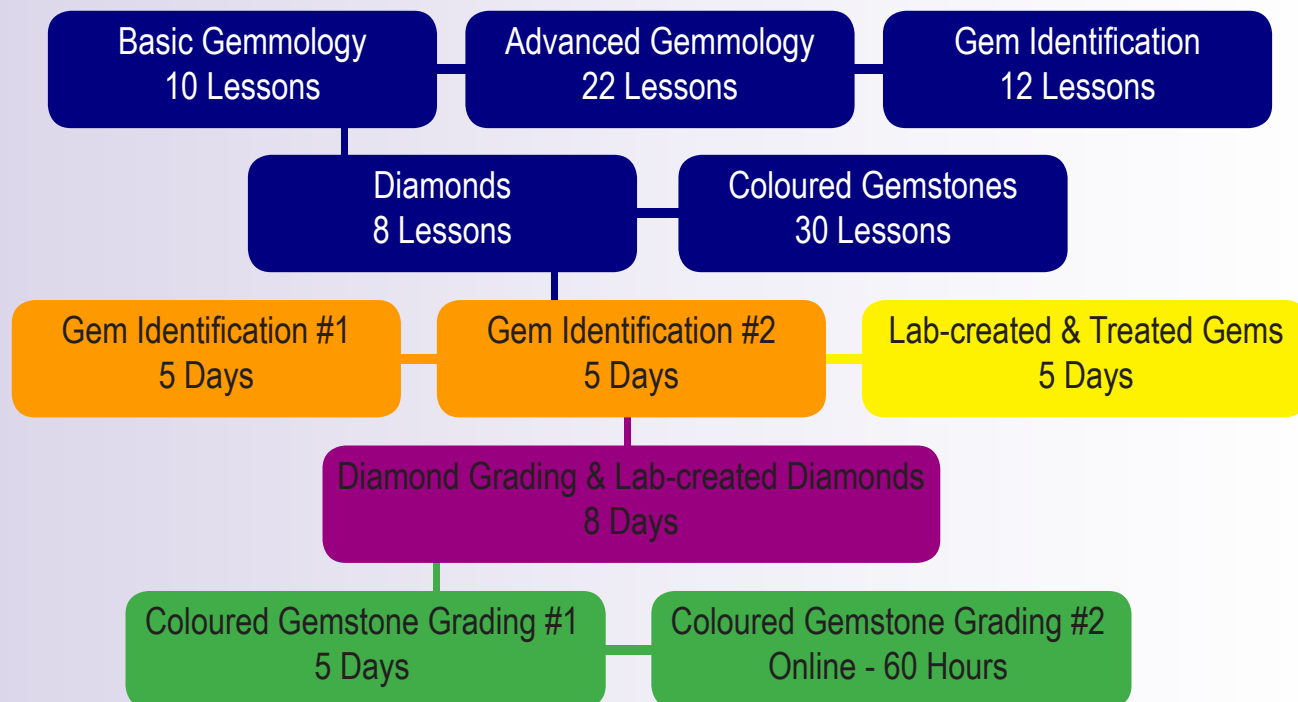 Basic Gemmology
10 Lessons
Advanced Gemmology
22 Lessons
Gem Identification
12 Lessons
Diamonds
8 Lessons
Coloured Gemstones
30 Lessons
Gem Identification #1
5 Days
Gem Identification #2
5 Days
Lab-created & Treated Gems
5 Days
Diamond Grading & Lab-created Diamonds
8 Days
Coloured Gemstone Grading #1
5 Days
Coloured Gemstone Grading #2
Online - 60 Hours